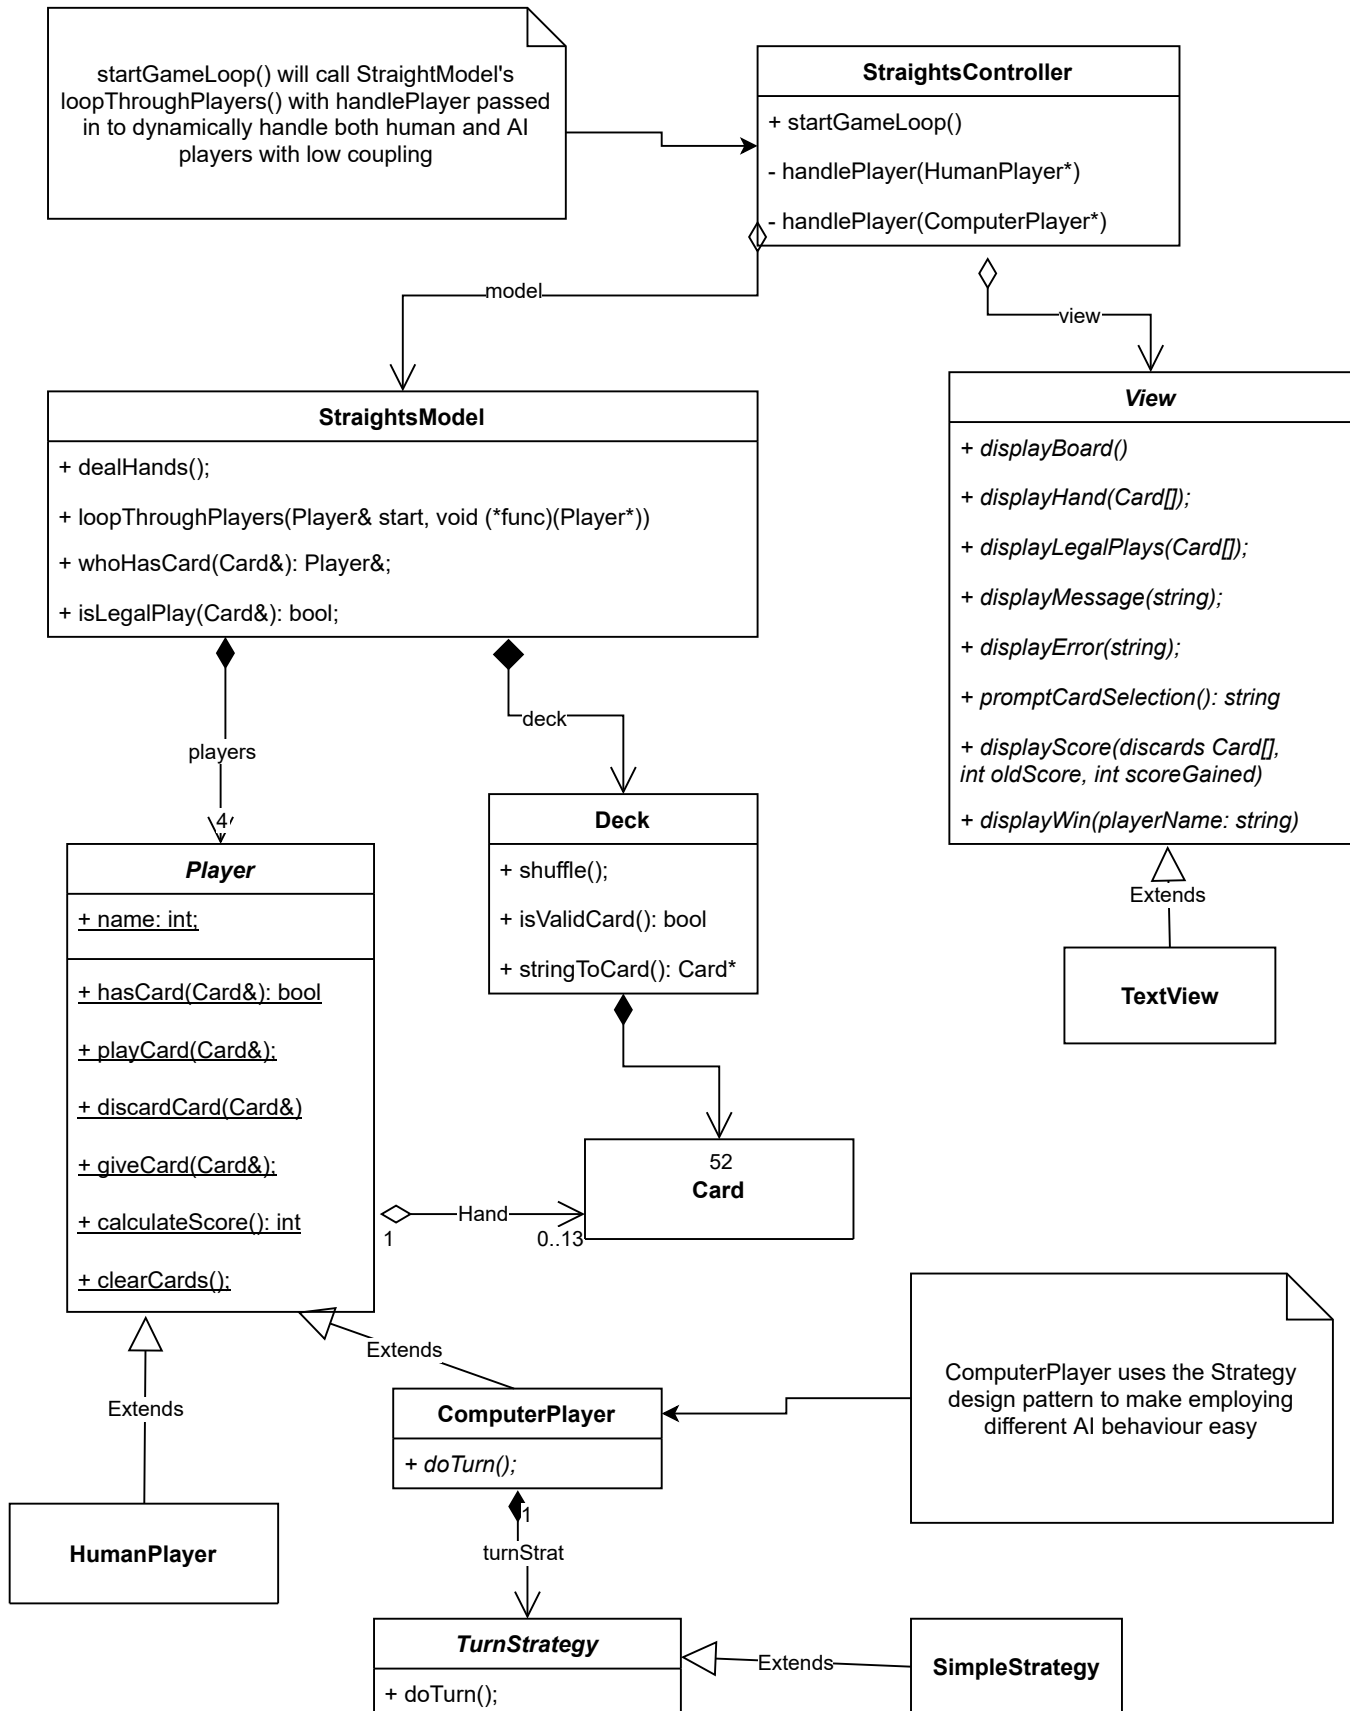 startGameLoop() will call StraightModel's
loopThroughPlayers() with handlePlayer passed
in to dynamically handle both human and AI
players with low coupling
StraightsController
+ startGameLoop()
- handlePlayer(HumanPlayer*)
- handlePlayer(ComputerPlayer*)
model
view
StraightsModel
+ dealHands();
+ loopThroughPlayers(Player& start, void (*func)(Player*))
+ whoHasCard(Card&): Player&;
+ isLegalPlay(Card&): bool;
View
+ displayBoard()
+ displayHand(Card[]);
+ displayLegalPlays(Card[]);
+ displayMessage(string);
+ displayError(string);
+ promptCardSelection(): string
+ displayScore(discards Card[],
int oldScore, int scoreGained)
+ displayWin(playerName: string)
players
4
deck
Deck
+ shuffle();
+ isValidCard(): bool
+ stringToCard(): Card*
Extends
TextView
Player
+ name: int;
+ hasCard(Card&): bool
+ playCard(Card&);
+ discardCard(Card&)
+ giveCard(Card&);
+ calculateScore(): int
+ clearCards();
1
Hand
0..13
52
Card
Extends
Extends
HumanPlayer
ComputerPlayer
+ doTurn();
ComputerPlayer uses the Strategy
design pattern to make employing
different AI behaviour easy
1
turnStrat
TurnStrategy
+ doTurn();
Extends
SimpleStrategy